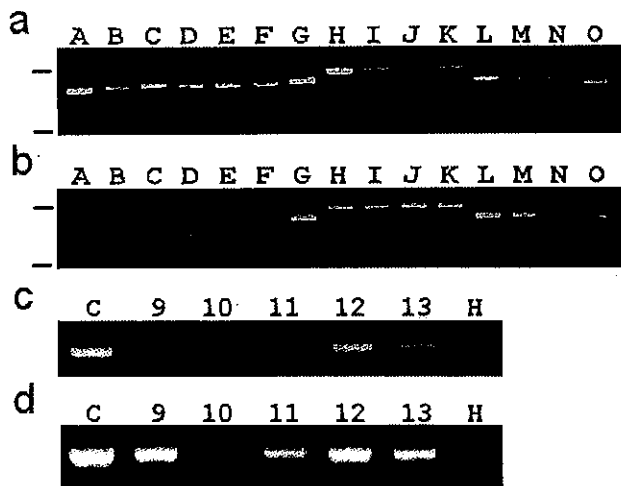 a
A B C D E F G H I J K L M N O
b
A B C D E F G H I J K L M N O
c
C 9 10 11 12 13 H
d
C 9 10 11 12 13 H